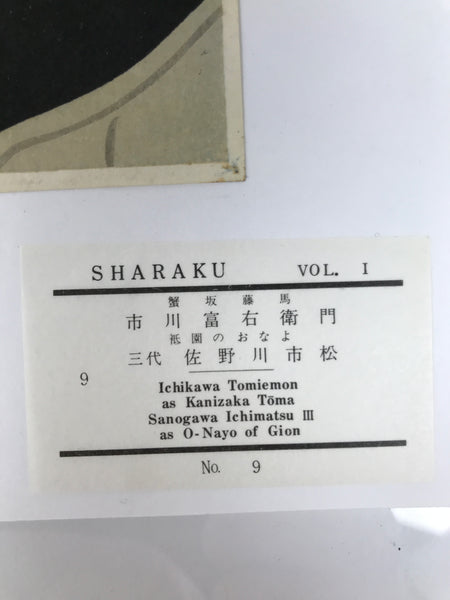 SHARAKU VOL. I
蟹坂藤馬
市川富右衛門
祗園のおなよ
三代 佐野川市松
9
Ichikawa Tomiemon
as Kanizaka Tōma
Sanogawa Ichimatsu III
as O-Nayo of Gion
No. 9